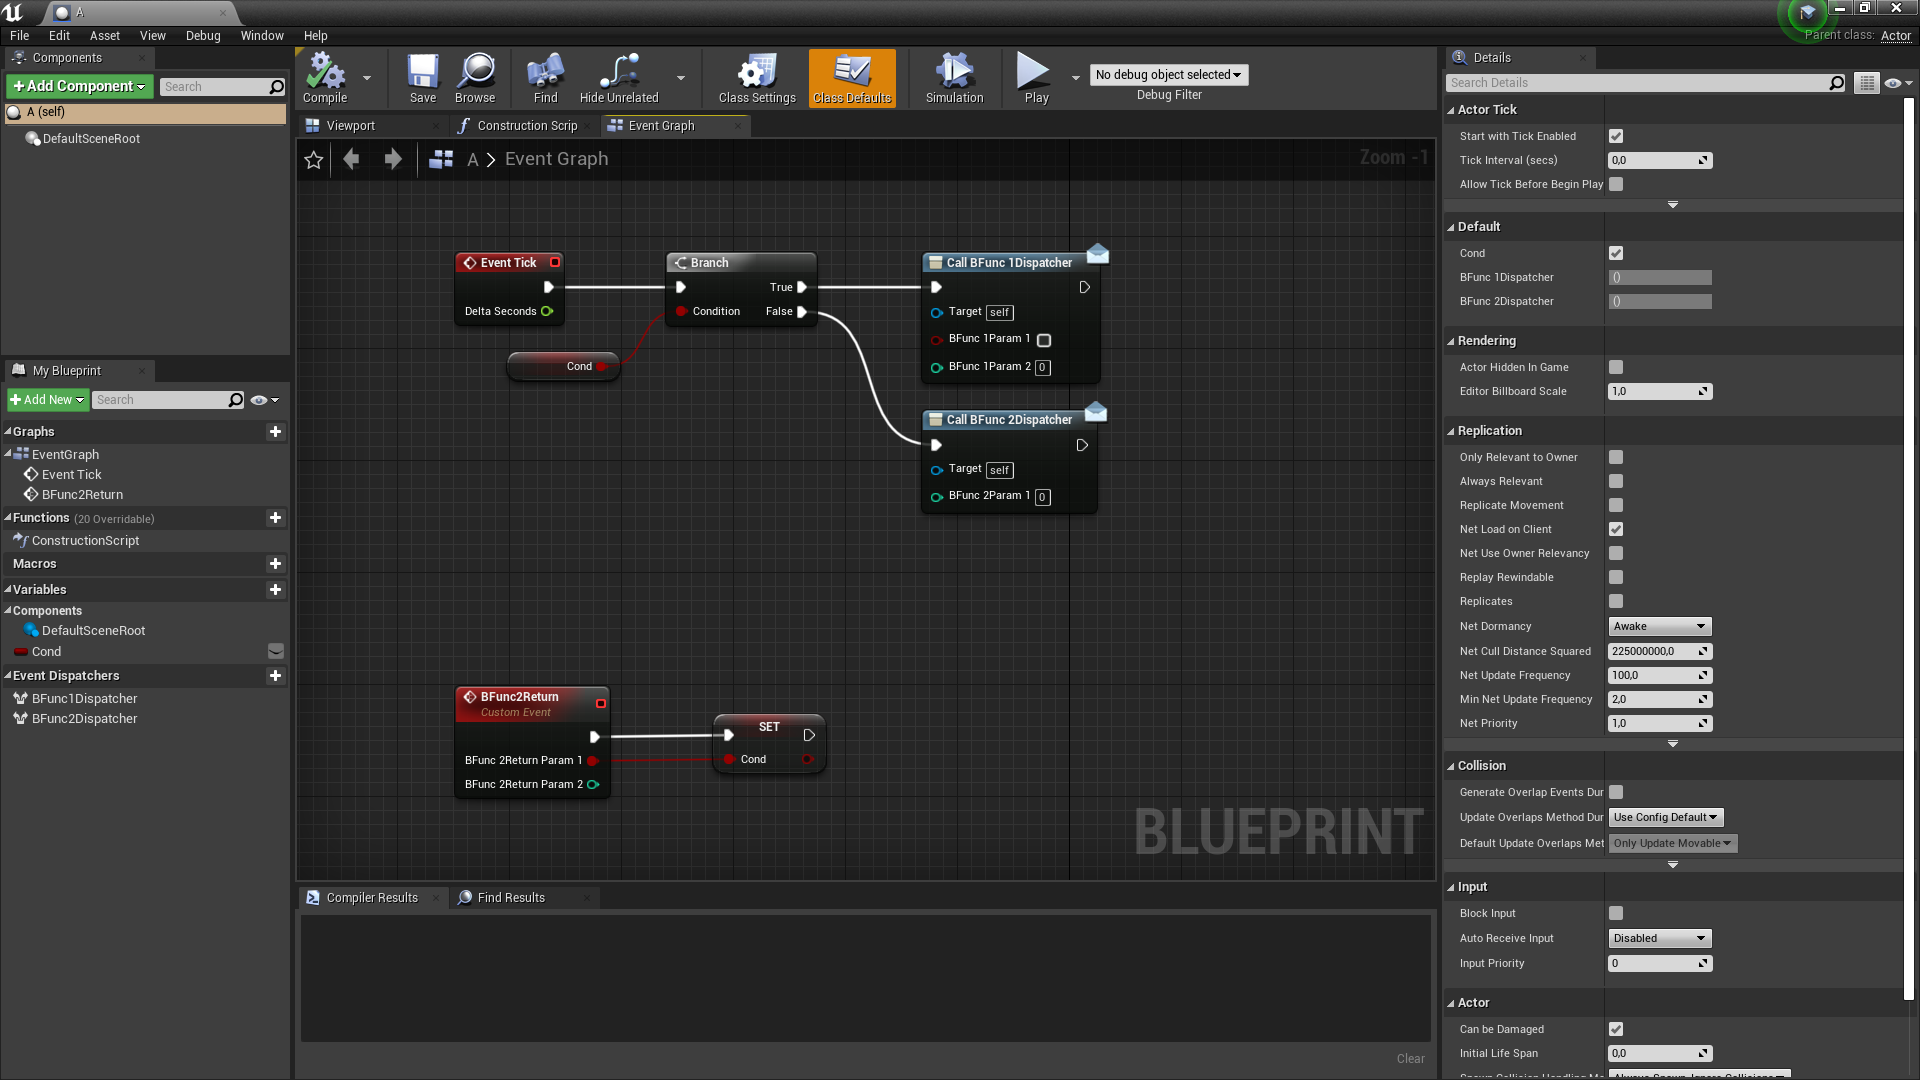 A
File Edit Asset View Debug Window Help
Parent class: Actor
Components
Add Component
Search
A (self)
DefaultSceneRoot
My Blueprint
Add New
Search
Graphs
EventGraph
Event Tick
BFunc2Return
Functions (20 Overridable)
ConstructionScript
Macros
Variables
Components
DefaultSceneRoot
Cond
Event Dispatchers
BFunc1Dispatcher
BFunc2Dispatcher
Compile
Save
Browse
Find
Hide Unrelated
Class Settings
Class Defaults
Simulation
Play
No debug object selected
Debug Filter
Viewport
Construction Scrip
Event Graph
A > Event Graph
Zoom -1
Event Tick
Delta Seconds
Cond
Branch
True
Condition False
Call BFunc 1Dispatcher
Target self
BFunc 1Param 1
BFunc 1Param 2 0
Call BFunc 2Dispatcher
Target self
BFunc 2Param 1 0
BFunc2Return
Custom Event
BFunc 2Return Param 1
BFunc 2Return Param 2
SET
Cond
BLUEPRINT
Compiler Results
Find Results
Clear
Details
Search Details
Actor Tick
Start with Tick Enabled
Tick Interval (secs) 0,0
Allow Tick Before Begin Play
Default
Cond
BFunc 1Dispatcher ()
BFunc 2Dispatcher ()
Rendering
Actor Hidden In Game
Editor Billboard Scale 1,0
Replication
Only Relevant to Owner
Always Relevant
Replicate Movement
Net Load on Client
Net Use Owner Relevancy
Replay Rewindable
Replicates
Net Dormancy Awake
Net Cull Distance Squared 225000000,0
Net Update Frequency 100,0
Min Net Update Frequency 2,0
Net Priority 1,0
Collision
Generate Overlap Events Dur
Update Overlaps Method Dur Use Config Default
Default Update Overlaps Met Only Update Movable
Input
Block Input
Auto Receive Input Disabled
Input Priority 0
Actor
Can be Damaged
Initial Life Span 0,0